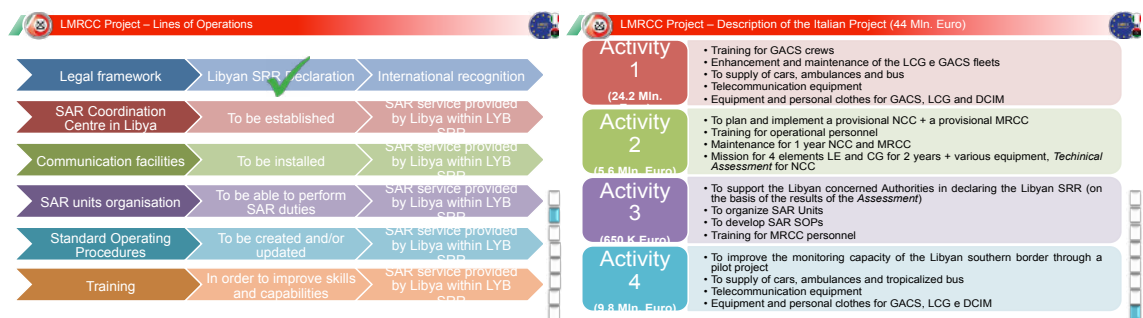 LMRCC Project – Lines of Operations
Legal framework
Libyan SRR Declaration
International recognition
SAR Coordination
Centre in Libya
To be established
SAR service provided
by Libya within LYB
SRR
Communication facilities
To be installed
SAR service provided
by Libya within LYB
SRR
SAR units organisation
To be able to perform
SAR duties
SAR service provided
by Libya within LYB
SRR
Standard Operating
Procedures
To be created and/or
updated
SAR service provided
by Libya within LYB
SRR
Training
In order to improve skills
and capabilities
SAR service provided
by Libya within LYB
SRR
LMRCC Project – Description of the Italian Project (44 Mln. Euro)
Activity
1
(24.2 Mln.
• Training for GACS crews
• Enhancement and maintenance of the LCG e GACS fleets
• To supply of cars, ambulances and bus
• Telecommunication equipment
• Equipment and personal clothes for GACS, LCG and DCIM
Activity
2
(5.6 Mln. Euro)
• To plan and implement a provisional NCC + a provisional MRCC
• Training for operational personnel
• Maintenance for 1 year NCC and MRCC
• Mission for 4 elements LE and CG for 2 years + various equipment, Techinical
Assessment for NCC
Activity
3
(650 K Euro)
• To support the Libyan concerned Authorities in declaring the Libyan SRR (on
the basis of the results of the Assessment)
• To organize SAR Units
• To develop SAR SOPs
• Training for MRCC personnel
Activity
4
(9.8 Mln. Euro)
• To improve the monitoring capacity of the Libyan southern border through a
pilot project
• To supply of cars, ambulances and tropicalized bus
• Telecommunication equipment
• Equipment and personal clothes for GACS, LCG e DCIM